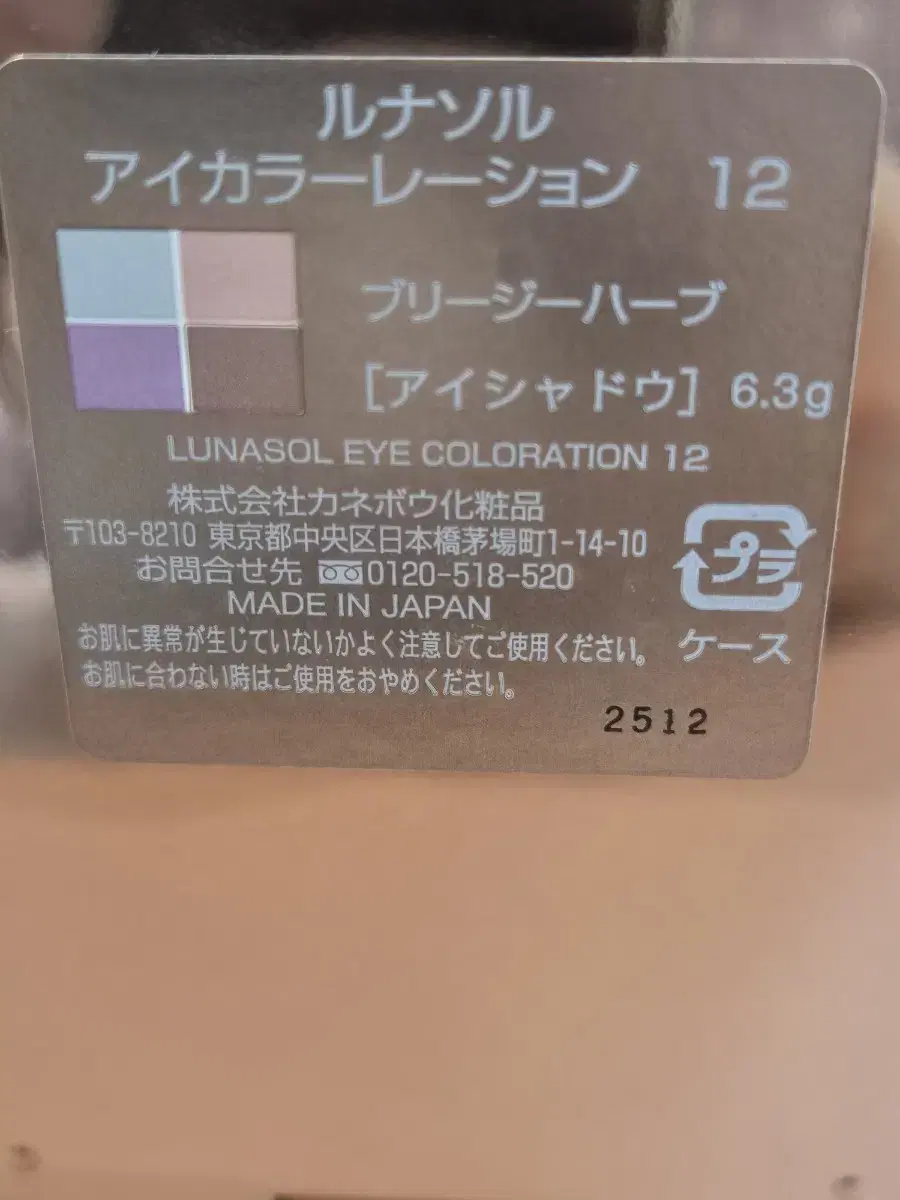 ルナソル
アイカラーレーション 12
ブリージーハーブ
［アイシャドウ］ 6.3g
LUNASOL EYE COLORATION 12
株式会社カネボウ化粧品
〒103-8210 東京都中央区日本橋茅場町1-14-10
お問合せ先 0120-518-520
MADE IN JAPAN
プラ
ケース
お肌に異常が生じていないかよく注意してご使用ください。
お肌に合わない時はご使用をおやめください。
2512